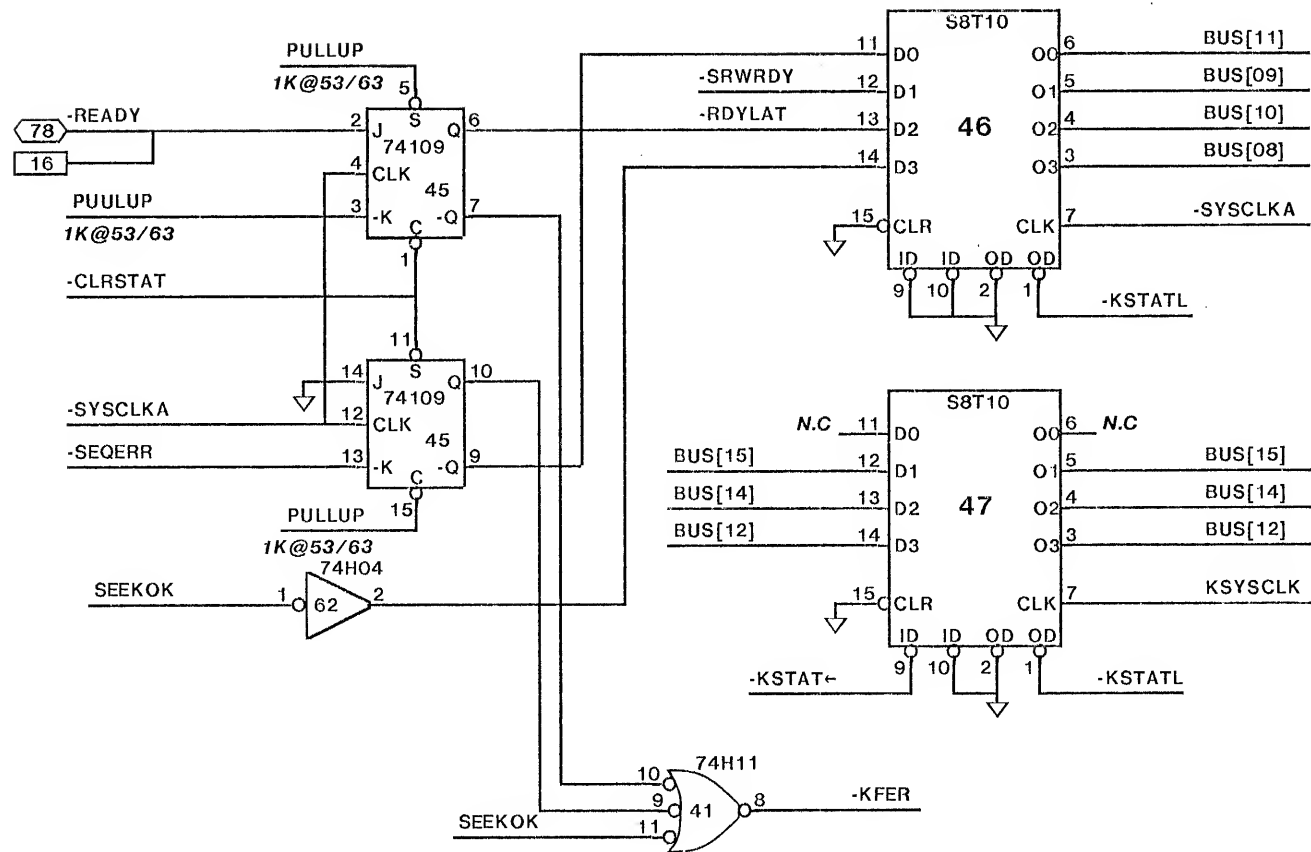 S8T10
PULLUP
1K@53/63
5
-READY
78
16
2 J S Q 6
74109
4 CLK
45
PUULUP
3 -K -Q 7
1K@53/63
C
1
-CLRSTAT
11
S
14 J Q 10
74109
-SYSCLKA
12 CLK
45
-SEQERR
13 -K -Q 9
C
15
PULLUP
1K@53/63
74H04
SEEKOK 1 62 2
11 D0 O0 6 BUS[11]
-SRWRDY 12 D1 O1 5 BUS[09]
-RDYLAT 13 D2 46 O2 4 BUS[10]
14 D3 O3 3 BUS[08]
15 CLR CLK 7 -SYSCLKA
ID ID OD OD
9 10 2 1
-KSTATL
S8T10
N.C 11 D0 O0 6 N.C
BUS[15] 12 D1 O1 5 BUS[15]
BUS[14] 13 D2 47 O2 4 BUS[14]
BUS[12] 14 D3 O3 3 BUS[12]
15 CLR CLK 7 KSYSCLK
ID ID OD OD
9 10 2 1
-KSTAT← -KSTATL
74H11
10
9 41 8 -KFER
SEEKOK 11